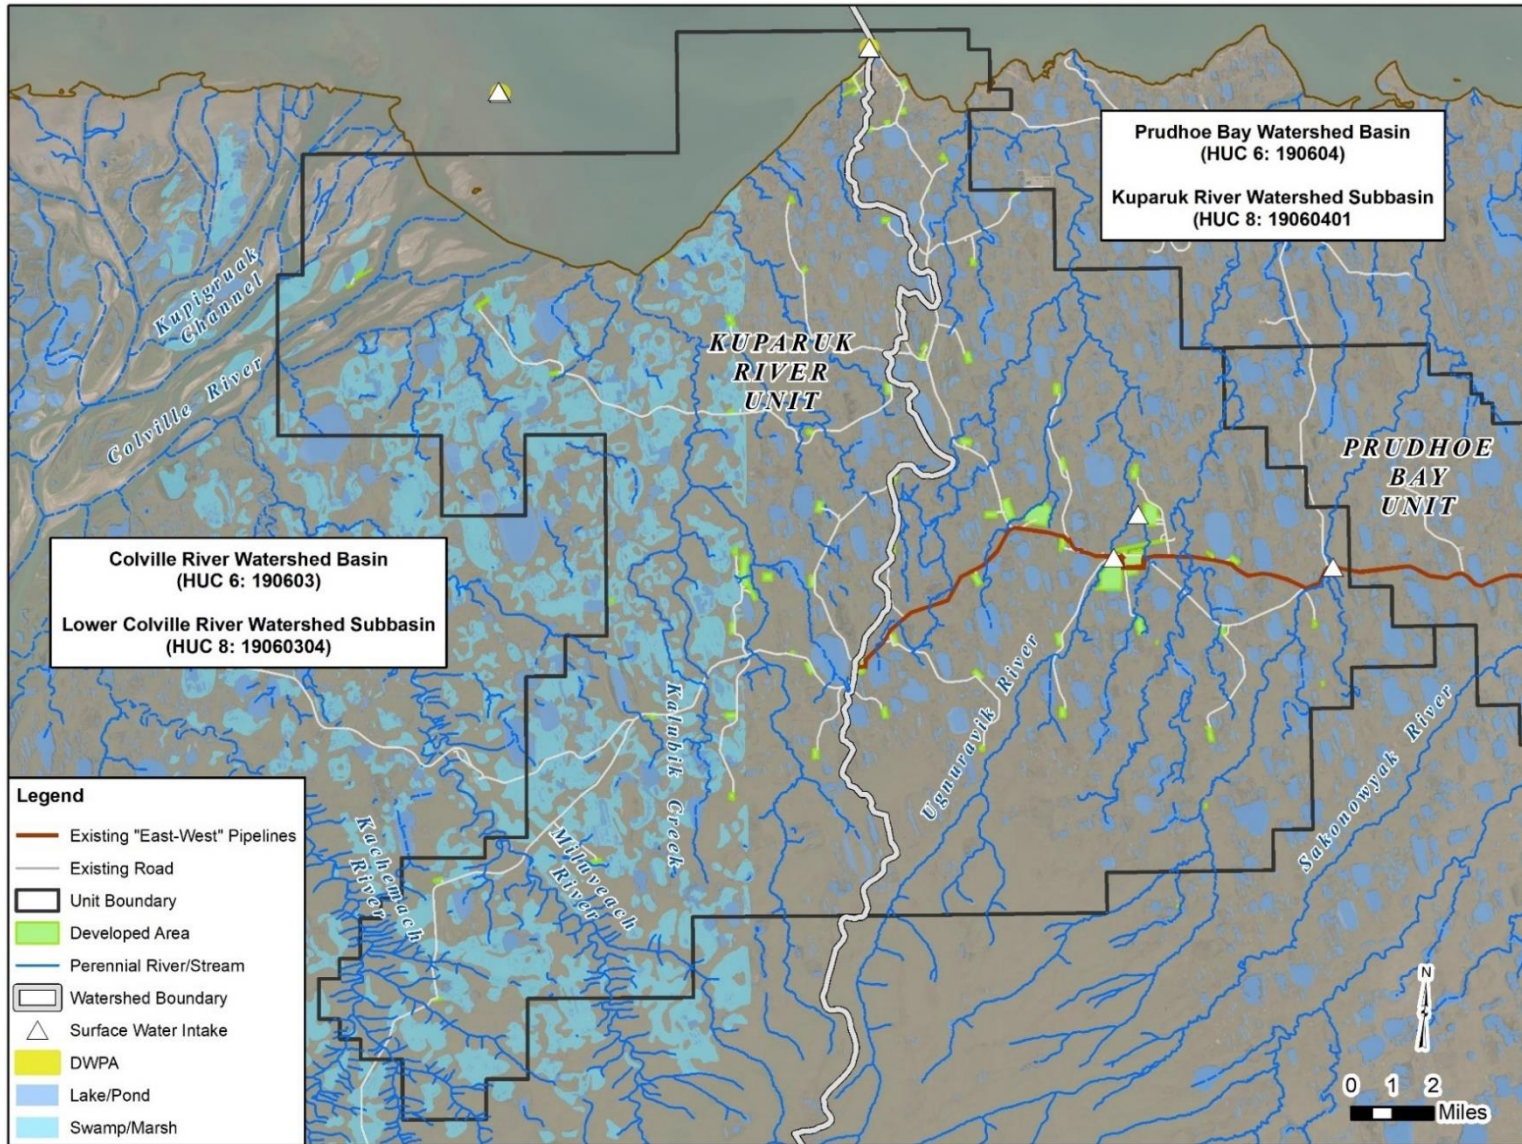 Prudhoe Bay Watershed Basin
(HUC 6: 190604)
Kuparuk River Watershed Subbasin
(HUC 8: 19060401
Kupigruak
Channel
Colville River
KUPARUK
RIVER
UNIT
PRUDHOE
BAY
UNIT
Colville River Watershed Basin
(HUC 6: 190603)
Lower Colville River Watershed Subbasin
(HUC 8: 19060304)
Kalubik Creek
Ugnuravik River
Sakonowyak River
Kachemach
River
Miluveach
River
Legend
Existing "East-West" Pipelines
Existing Road
Unit Boundary
Developed Area
Perennial River/Stream
Watershed Boundary
Surface Water Intake
DWPA
Lake/Pond
Swamp/Marsh
N
0 1 2
Miles